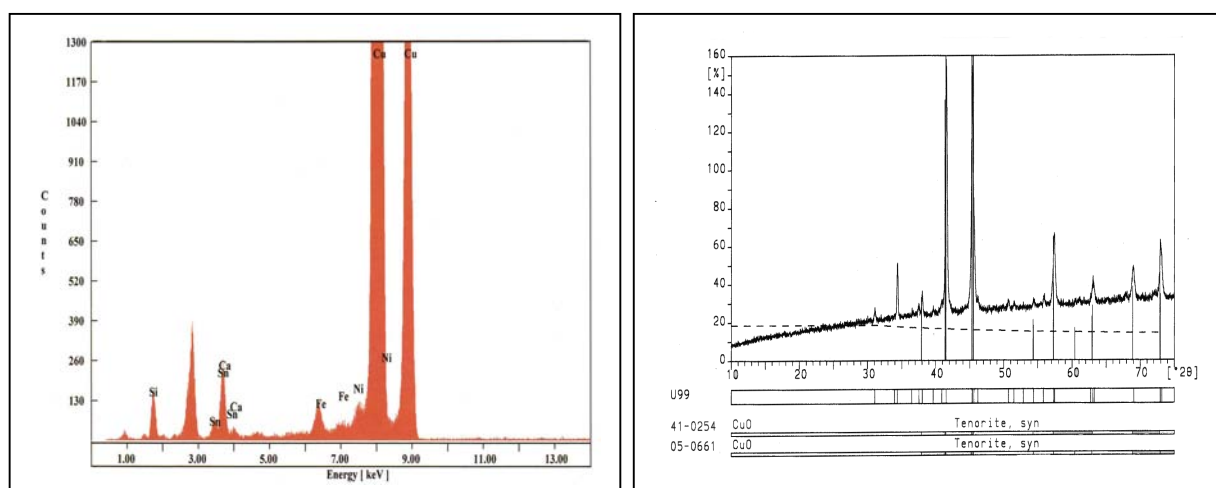 1300
1170
1040
910
780
650
520
390
260
130
Counts
Cu
Cu
Si
Ca
Sn
Sn
Ca
Sn
Fe
Fe
Ni
Ni
1.00 3.00 5.00 7.00 9.00 11.00 13.00
Energy [ keV ]
160
[%]
140
120
100
80
60
40
20
0
10 20 30 40 50 60 70 [°2θ]
U99
41-0254 CuO Tenorite, syn
05-0661 CuO Tenorite, syn